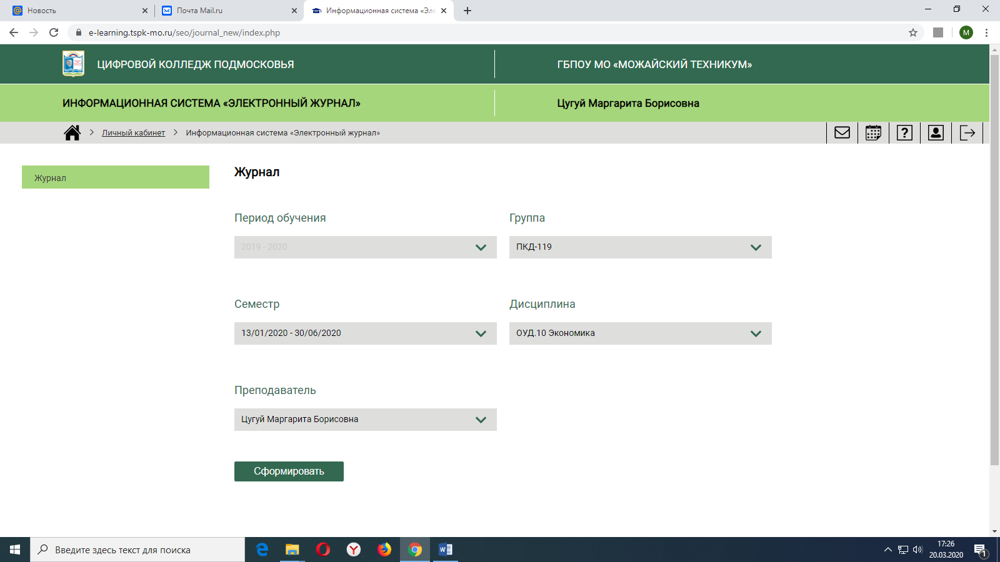 Новость
Почта Mail.ru
Информационная система «Эле
e-learning.tspk-mo.ru/seo/journal_new/index.php
M
ЦИФРОВОЙ КОЛЛЕДЖ ПОДМОСКОВЬЯ
ГБПОУ МО «МОЖАЙСКИЙ ТЕХНИКУМ»
ИНФОРМАЦИОННАЯ СИСТЕМА «ЭЛЕКТРОННЫЙ ЖУРНАЛ»
Цугуй Маргарита Борисовна
Личный кабинет > Информационная система «Электронный журнал»
Журнал
Журнал
Период обучения
Группа
2019 - 2020
ПКД-119
Семестр
Дисциплина
13/01/2020 - 30/06/2020
ОУД.10 Экономика
Преподаватель
Цугуй Маргарита Борисовна
Сформировать
Введите здесь текст для поиска
17:26
20.03.2020
1